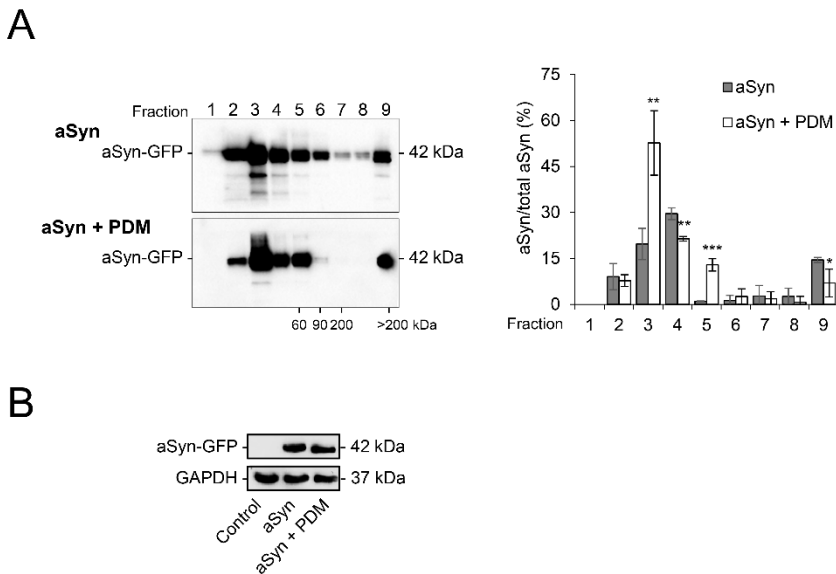 A
Fraction 1 2 3 4 5 6 7 8 9
aSyn
aSyn-GFP - - 42 kDa
aSyn + PDM
aSyn-GFP - - 42 kDa
60 90 200 >200 kDa
aSyn/total aSyn (%)
75
60
45
30
15
0
aSyn
aSyn + PDM
**
**
***
*
Fraction 1 2 3 4 5 6 7 8 9
B
aSyn-GFP - - 42 kDa
GAPDH - - 37 kDa
Control
aSyn
aSyn + PDM